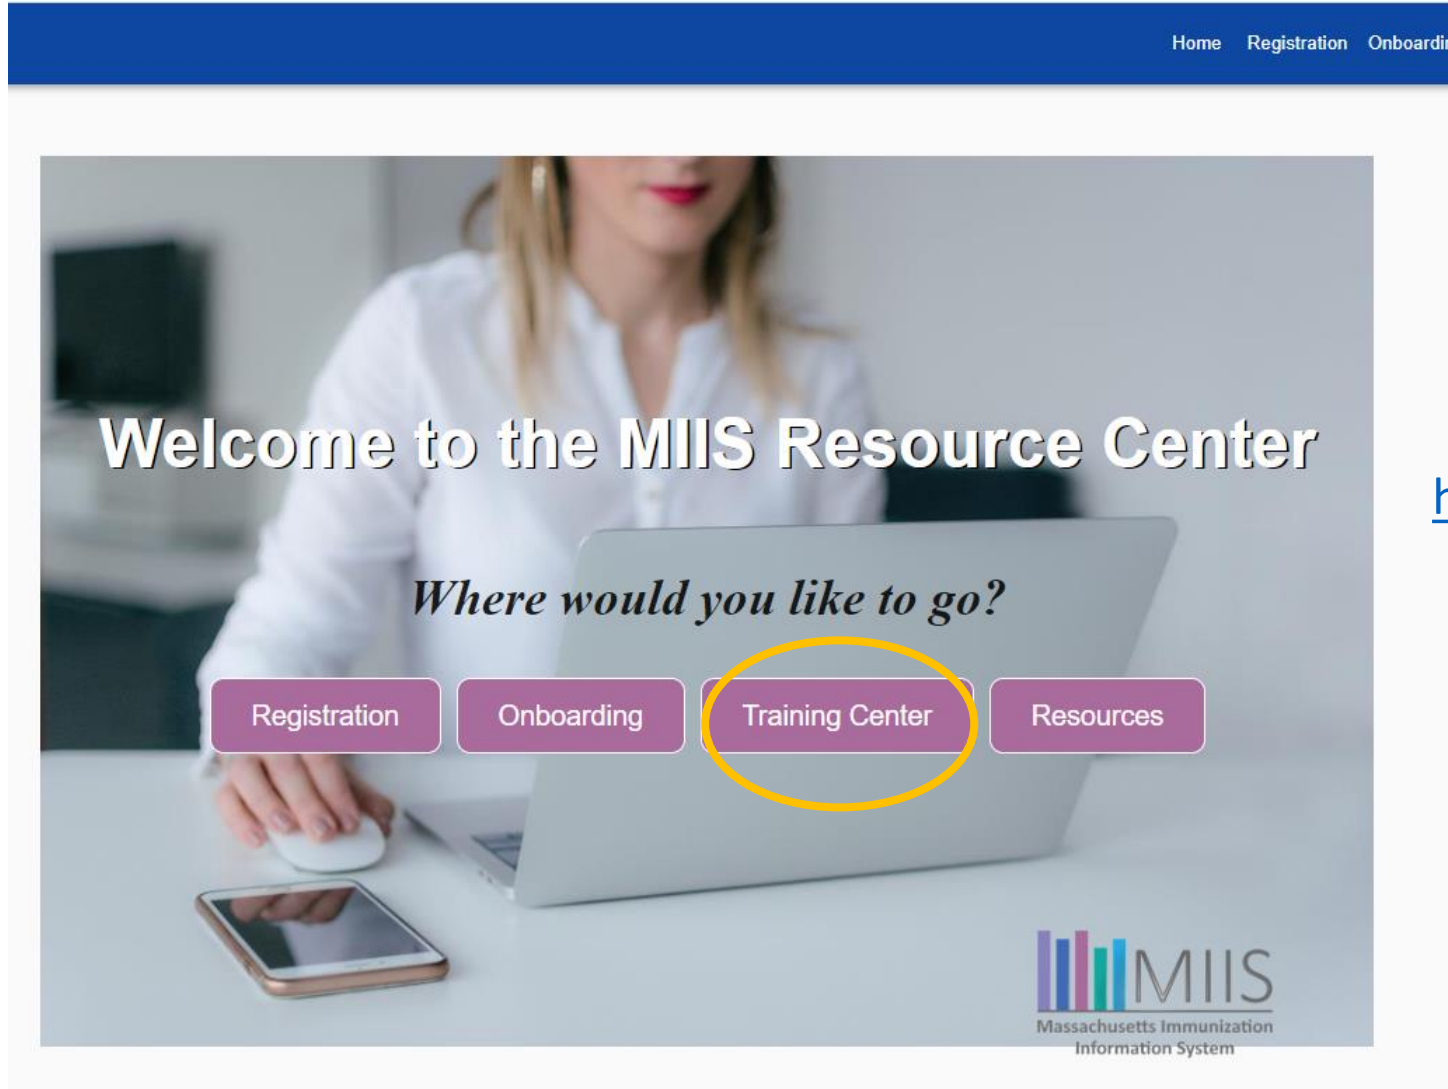 Home Registration
Welcome to the MIIS Resource Center
Where would you like to go?
Registration Onboarding Training Center Resources
MIIS
Massachusetts Immunization
Information System